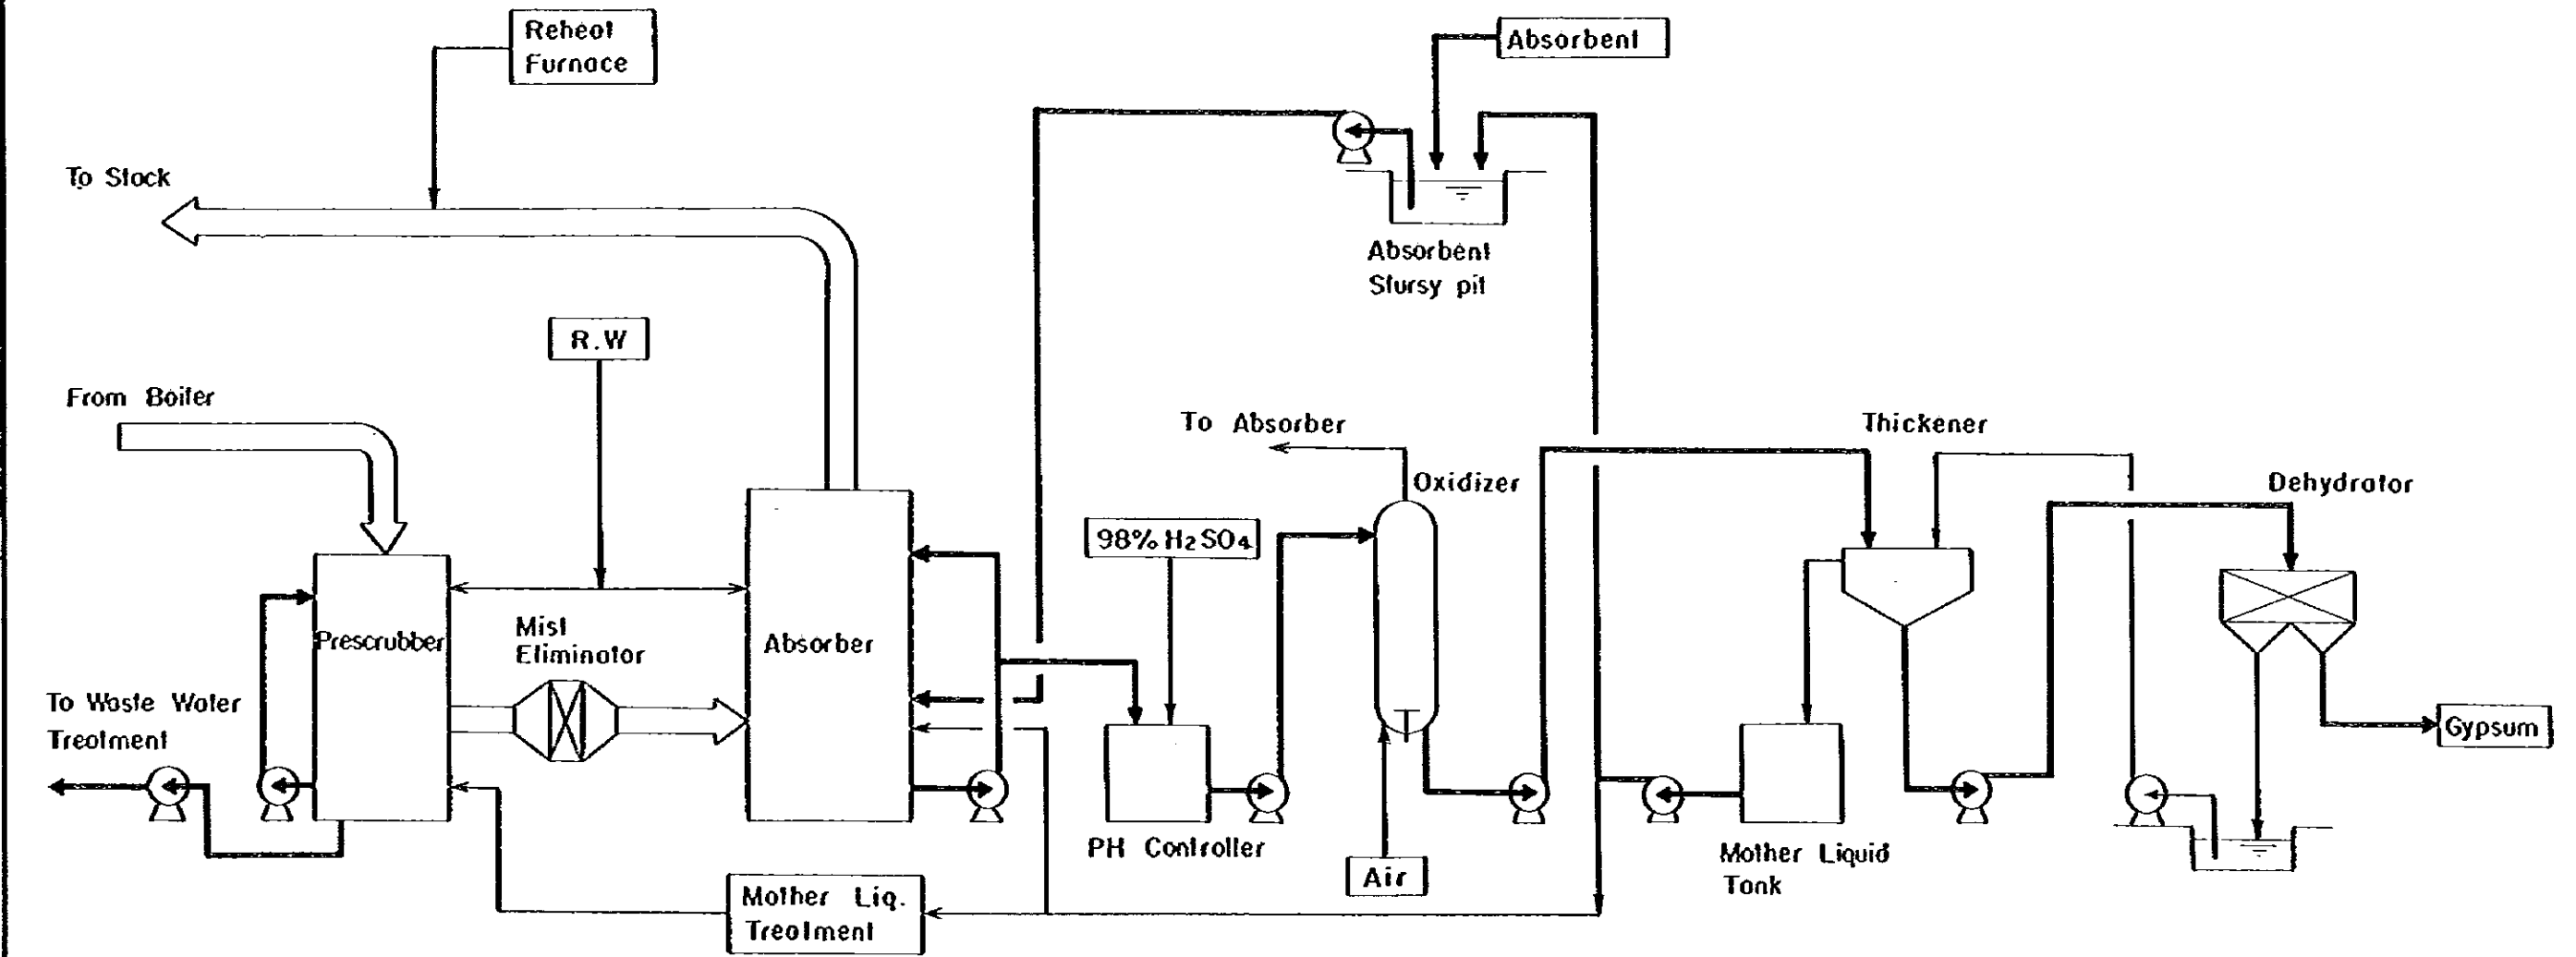 Reheat
Furnace
Absorbent
To Stack
Absorbent
Slursy pit
R.W
From Boiler
To Absorber
Thickener
Oxidizer
Dehydrator
98% H₂SO₄
Prescrubber
Mist
Eliminator
Absorber
To Waste Water
Treatment
Gypsum
PH Controller
Air
Mother Liquid
Tank
Mother Liq.
Treatment